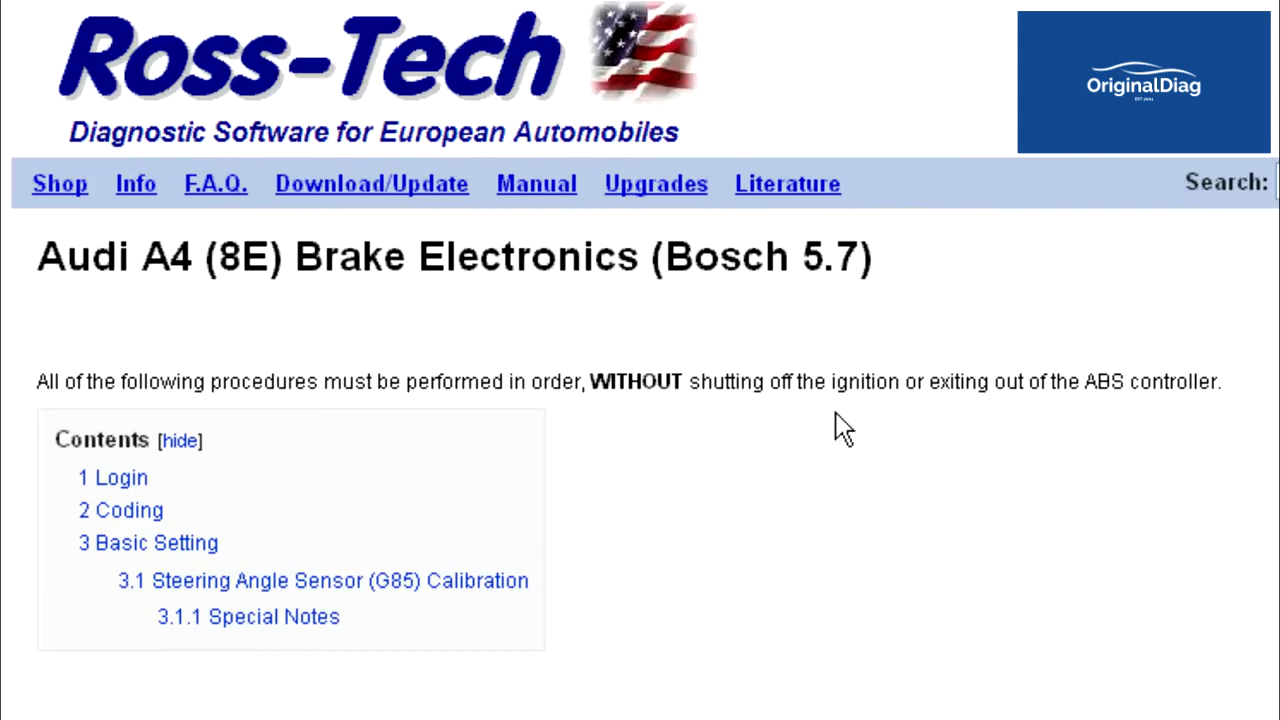 Ross-Tech
Diagnostic Software for European Automobiles
OriginalDiag
Shop Info F.A.Q. Download/Update Manual Upgrades Literature Search:
Audi A4 (8E) Brake Electronics (Bosch 5.7)
All of the following procedures must be performed in order, WITHOUT shutting off the ignition or exiting out of the ABS controller.
Contents [hide]
1 Login
2 Coding
3 Basic Setting
3.1 Steering Angle Sensor (G85) Calibration
3.1.1 Special Notes